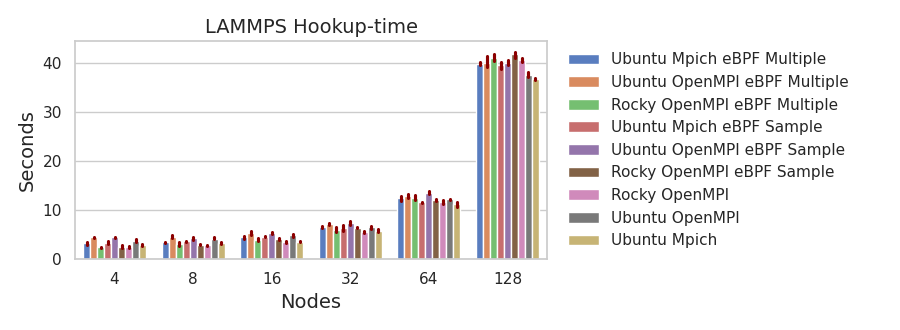 LAMMPS Hookup-time
Seconds
40
30
20
10
0
4 8 16 32 64 128
Nodes
Ubuntu Mpich eBPF Multiple
Ubuntu OpenMPI eBPF Multiple
Rocky OpenMPI eBPF Multiple
Ubuntu Mpich eBPF Sample
Ubuntu OpenMPI eBPF Sample
Rocky OpenMPI eBPF Sample
Rocky OpenMPI
Ubuntu OpenMPI
Ubuntu Mpich